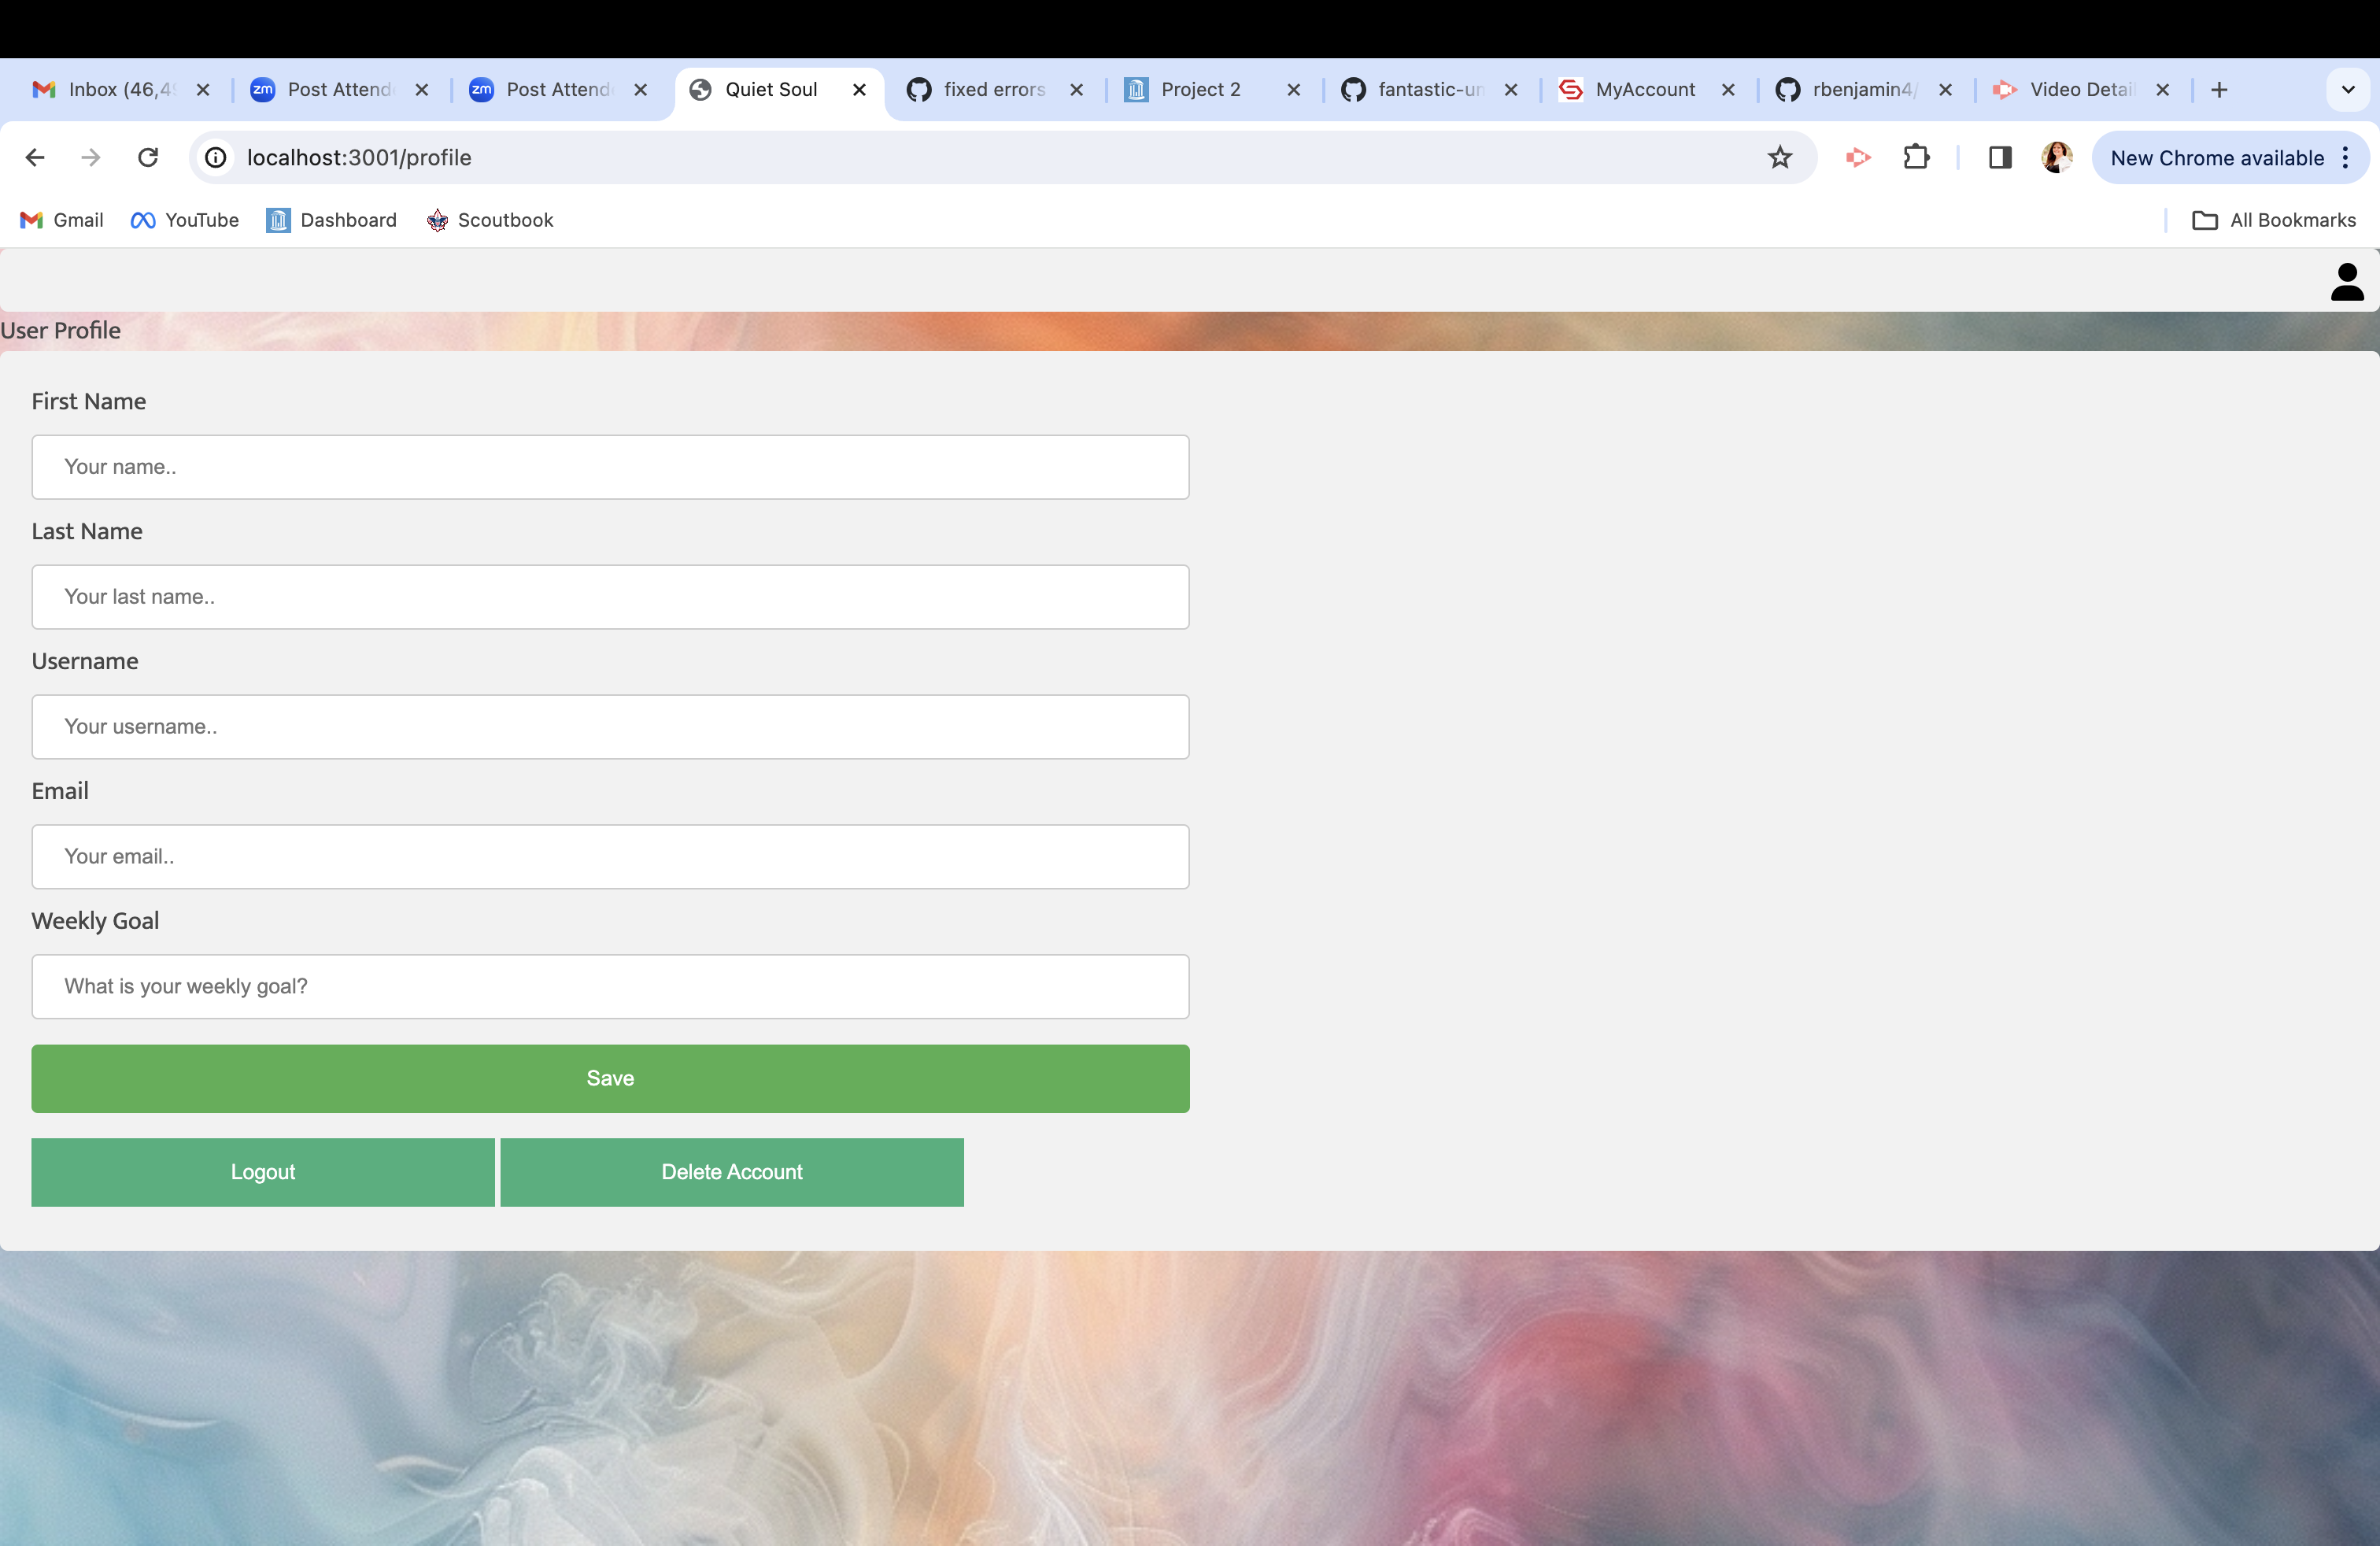 Inbox (46,4
Post Attend
Post Attend
Quiet Soul
fixed errors
Project 2
fantastic-un
MyAccount
rbenjamin4/
Video Detai
localhost:3001/profile
New Chrome available
Gmail
YouTube
Dashboard
Scoutbook
All Bookmarks
User Profile
First Name
Your name..
Last Name
Your last name..
Username
Your username..
Email
Your email..
Weekly Goal
What is your weekly goal?
Save
Logout
Delete Account